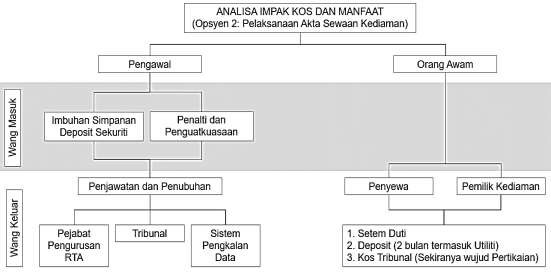 ANALISA IMPAK KOS DAN MANFAAT
(Opsyen 2: Pelaksanaan Akta Sewaan Kediaman)
Pengawal
Orang Awam
Wang Masuk
Imbuhan Simpanan
Deposit Sekuriti
Penalti dan
Penguatkuasaan
Wang Keluar
Penjawatan dan Penubuhan
Penyewa
Pemilik Kediaman
Pejabat
Pengurusan
RTA
Tribunal
Sistem
Pengkalan
Data
1. Setem Duti
2. Deposit (2 bulan termasuk Utiliti)
3. Kos Tribunal (Sekiranya wujud Pertikaian)